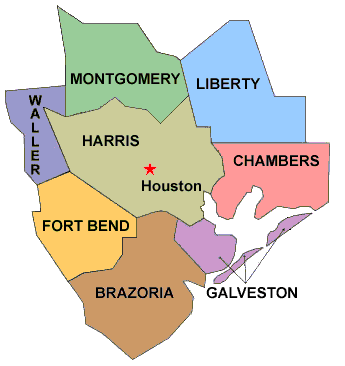 MONTGOMERY
LIBERTY
WALLER
HARRIS
CHAMBERS
Houston
FORT BEND
BRAZORIA
GALVESTON